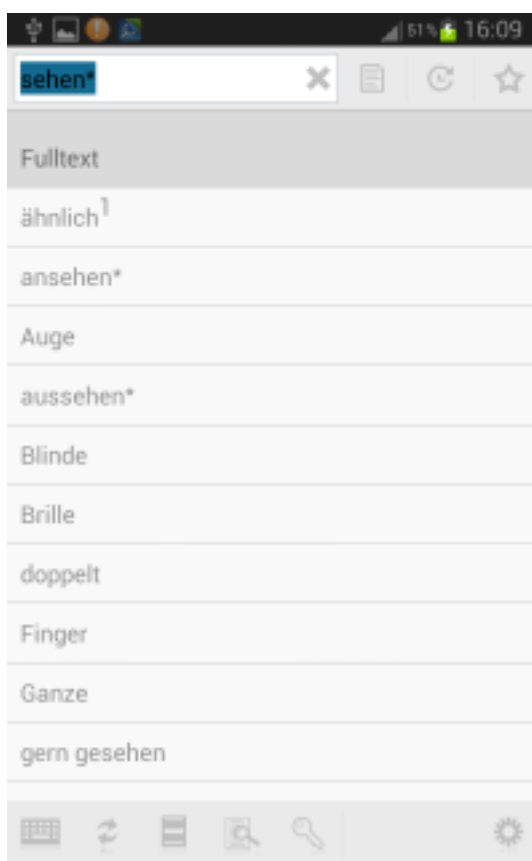 51% 16:09
sehen*
Fulltext
ähnlich¹
ansehen*
Auge
aussehen*
Blinde
Brille
doppelt
Finger
Ganze
gern gesehen